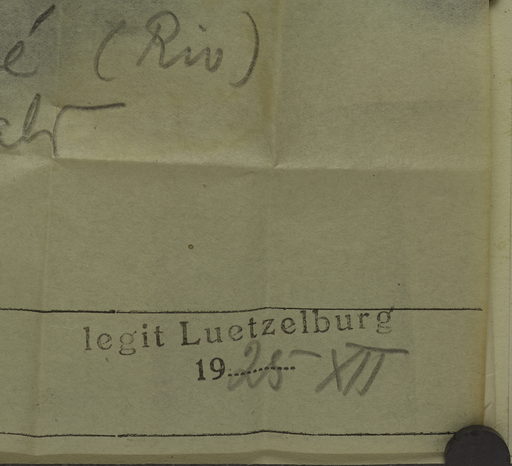 é (Rio)
legit Luetzelburg
1925 XII